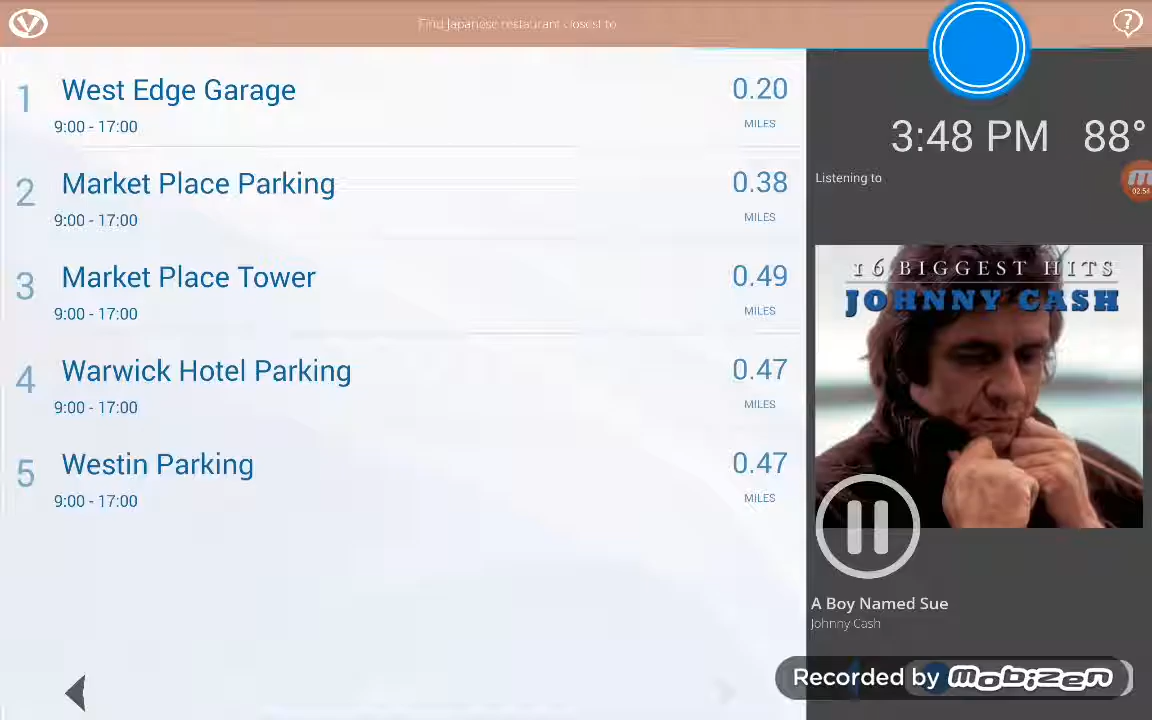 Find Japanese restaurant closest to
?
1 West Edge Garage 0.20
9:00 - 17:00 MILES
2 Market Place Parking 0.38
9:00 - 17:00 MILES
3 Market Place Tower 0.49
9:00 - 17:00 MILES
4 Warwick Hotel Parking 0.47
9:00 - 17:00 MILES
5 Westin Parking 0.47
9:00 - 17:00 MILES
3:48 PM 88°
Listening to
02:54
16 BIGGEST HITS
JOHNNY CASH
A Boy Named Sue
Johnny Cash
Recorded by mobizen